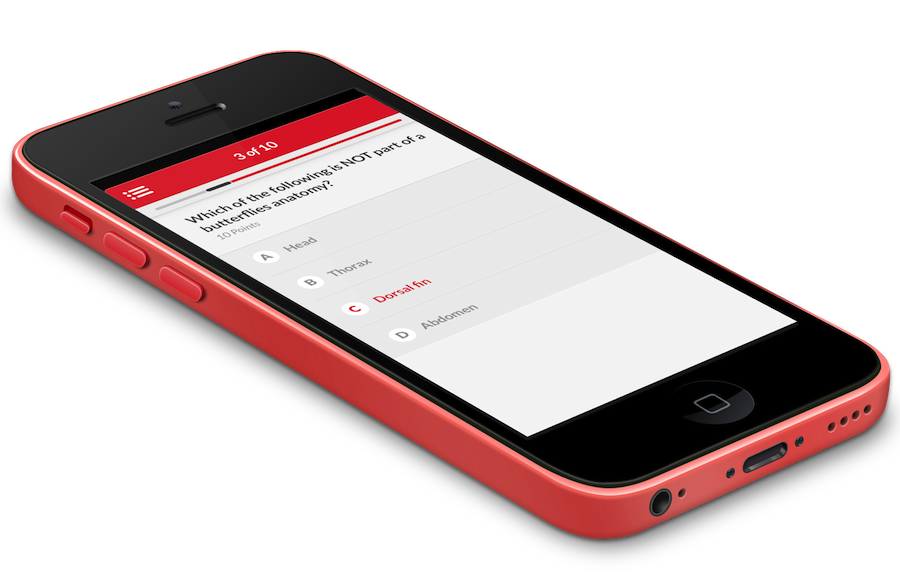 3 of 10
Which of the following is NOT part of a
butterflies anatomy?
10 Points
A Head
B Thorax
C Dorsal fin
D Abdomen